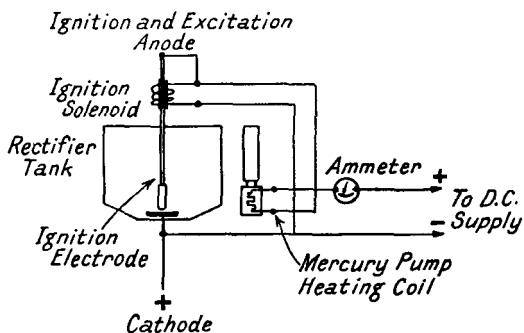 Ignition and Excitation
Anode
Ignition
Solenoid
Rectifier
Tank
Ammeter
+
To D.C.
Supply
−
Ignition
Electrode
Mercury Pump
Heating Coil
+
Cathode